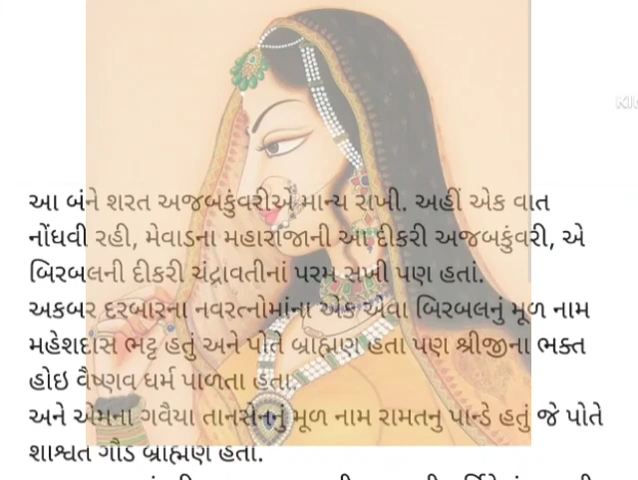 આ બંને શરત અજબકુંવરીએ માન્ય રાખી. અહીં એક વાત
નોંધવી રહી, મેવાડના મહારાજાની આ દીકરી અજબકુંવરી, એ
બિરબલની દીકરી ચંદ્રાવતીનાં પરમ સખી પણ હતાં.
અકબર દરબારના નવરત્નોમાંના એક એવા બિરબલનું મૂળ નામ
મહેશદાસ ભટ્ટ હતું અને પોતે બ્રાહ્મણ હતા પણ શ્રીજીના ભક્ત
હોઇ વૈષ્ણવ ધર્મ પાળતા હતા.
અને એમના ગવૈયા તાનસેનનું મૂળ નામ રામતનુ પાન્ડે હતું જે પોતે
શાશ્વત ગૌડ બ્રાહ્મણ હતાં.